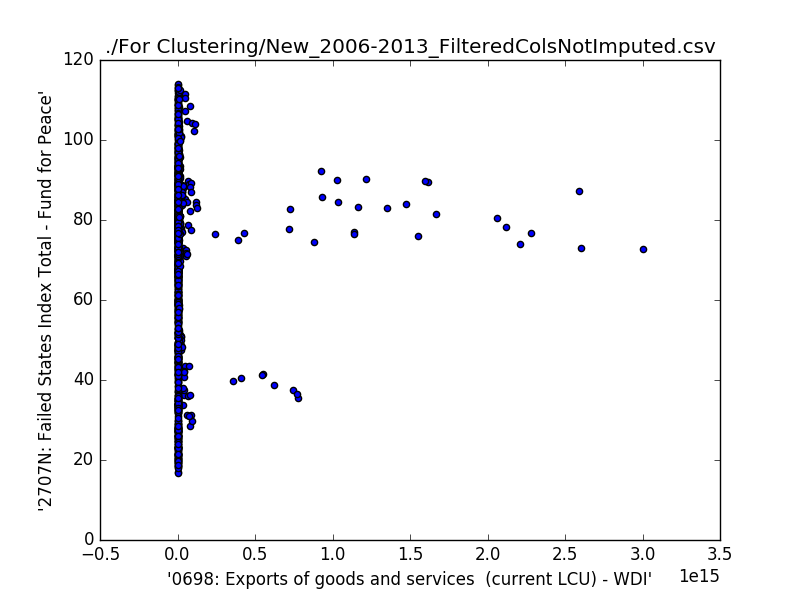 ./For Clustering/New_2006-2013_FilteredColsNotImputed.csv
120
100
80
60
40
20
0
'2707N: Failed States Index Total - Fund for Peace'
−0.5 0.0 0.5 1.0 1.5 2.0 2.5 3.0 3.5
1e15
'0698: Exports of goods and services  (current LCU) - WDI'